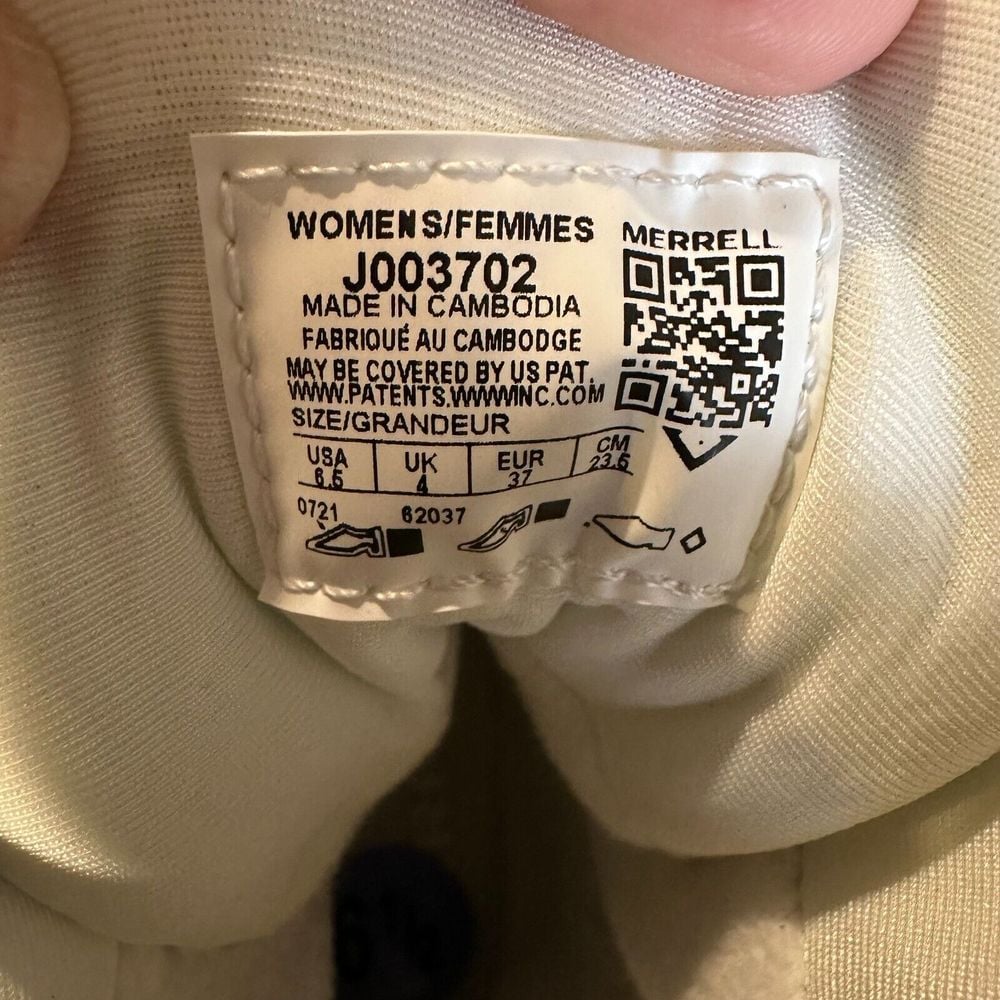 WOMENS/FEMMES
MERRELL
J003702
MADE IN CAMBODIA
FABRIQUÉ AU CAMBODGE
MAY BE COVERED BY US PAT.
WWW.PATENTS.WWWINC.COM
SIZE/GRANDEUR
USA UK EUR CM
6.5 4 37 23.5
0721 62037